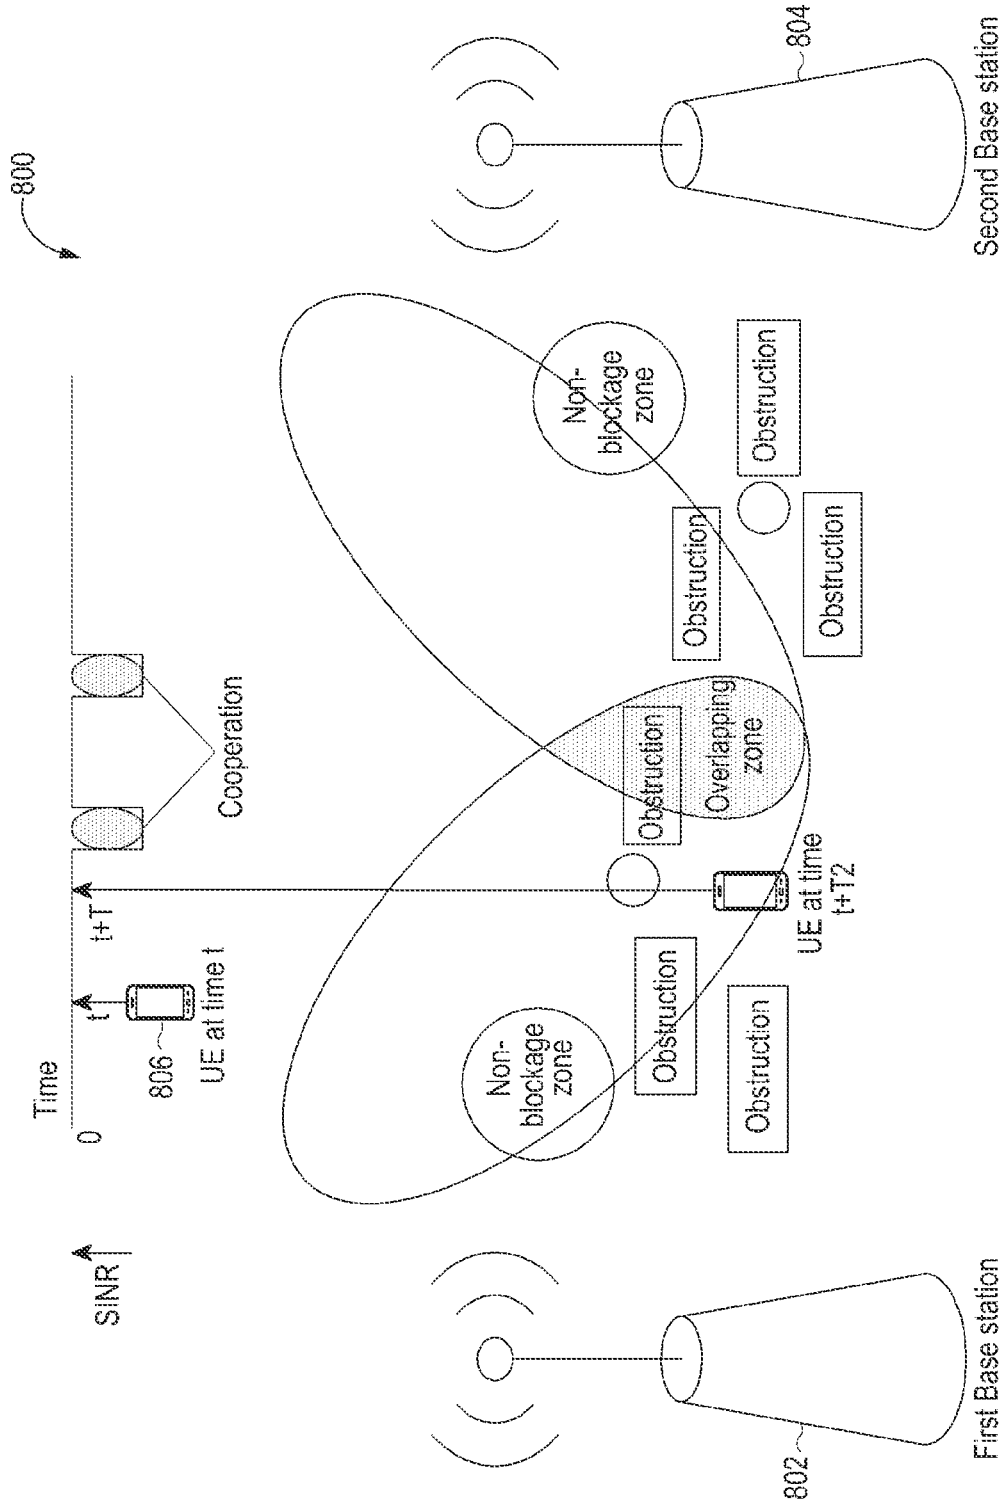 800
Time
0
t
t+T
SINR
806
UE at time t
Cooperation
Non-
blockage
zone
Non-
blockage
zone
Obstruction
Obstruction
Obstruction
Overlapping
zone
Obstruction
Obstruction
Obstruction
UE at time
t+T2
802
First Base station
804
Second Base station